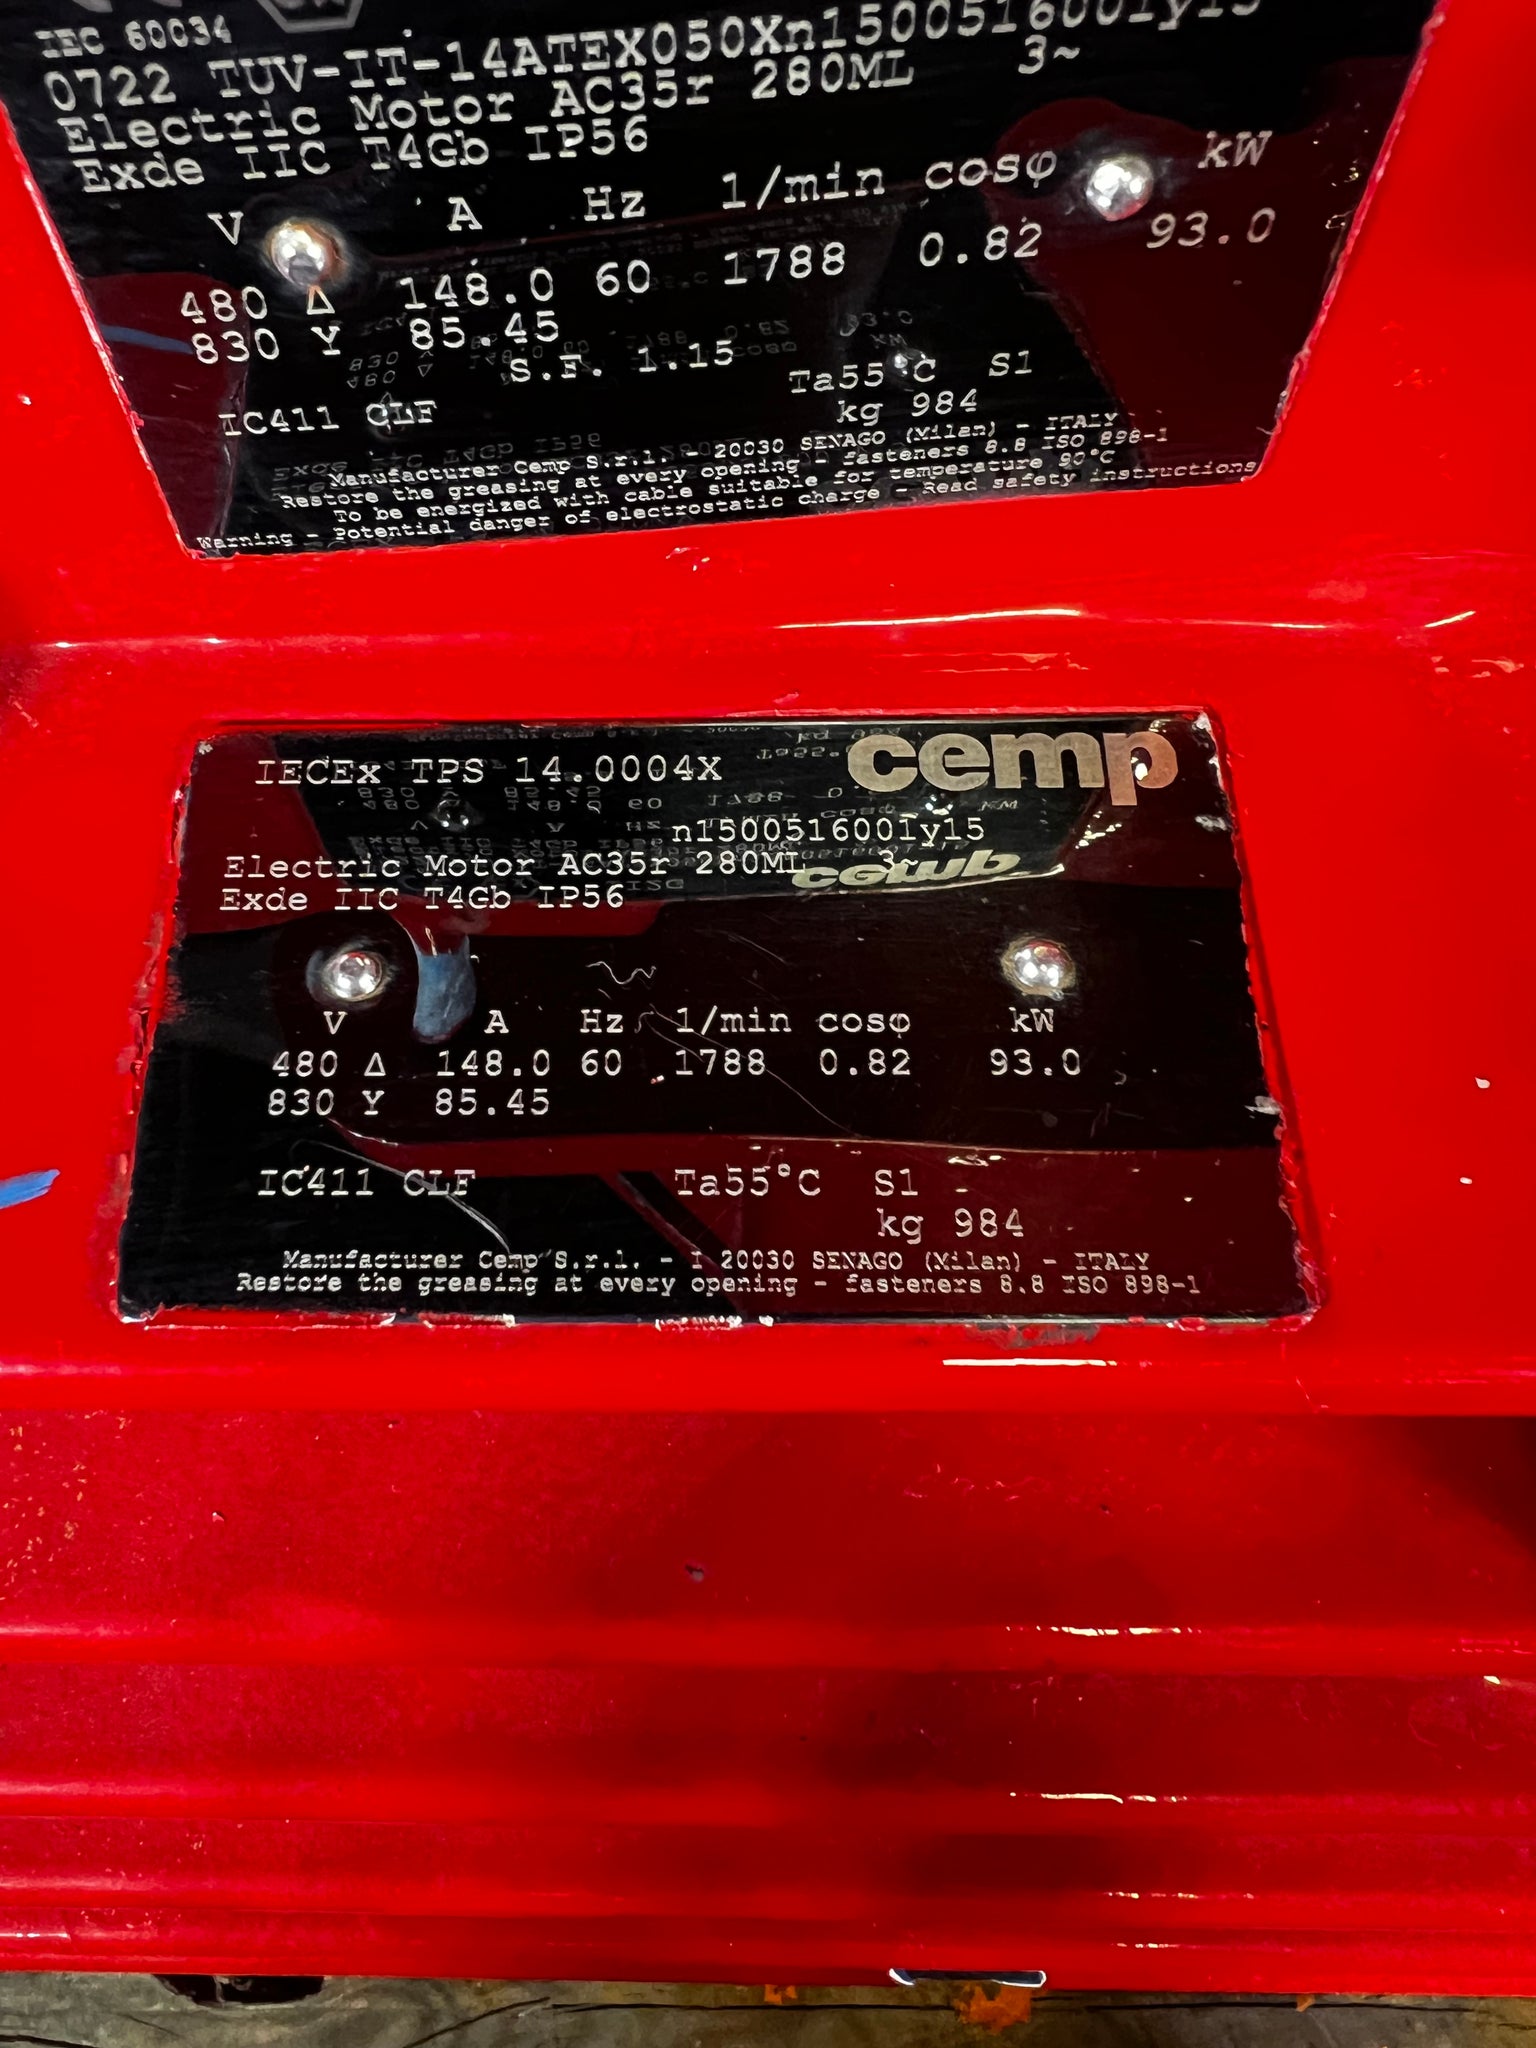 IEC 60034
0722 TUV-IT-14ATEX050Xn1500516001y15
Electric Motor AC35r 280ML 3~
Exde IIC T4Gb IP56
V A Hz 1/min cosφ kW
480 Δ 148.0 60 1788 0.82 93.0
830 Y 85.45
S.F. 1.15
Ta55°C S1
IC411 CLF
kg 984
Manufacturer Cemp S.r.l. - 20030 SENAGO (Milan) - ITALY
Restore the greasing at every opening - fasteners 8.8 ISO 898-1
To be energized with cable suitable for temperature 90°C
Warning - Potential danger of electrostatic charge - Read safety instructions
cemp
IECEx TPS 14.0004X
n1500516001y15
Electric Motor AC35r 280ML 3~
Exde IIC T4Gb IP56
V A Hz 1/min cosφ kW
480 Δ 148.0 60 1788 0.82 93.0
830 Y 85.45
IC411 CLF Ta55°C S1
kg 984
Manufacturer Cemp S.r.l. - I 20030 SENAGO (Milan) - ITALY
Restore the greasing at every opening - fasteners 8.8 ISO 898-1